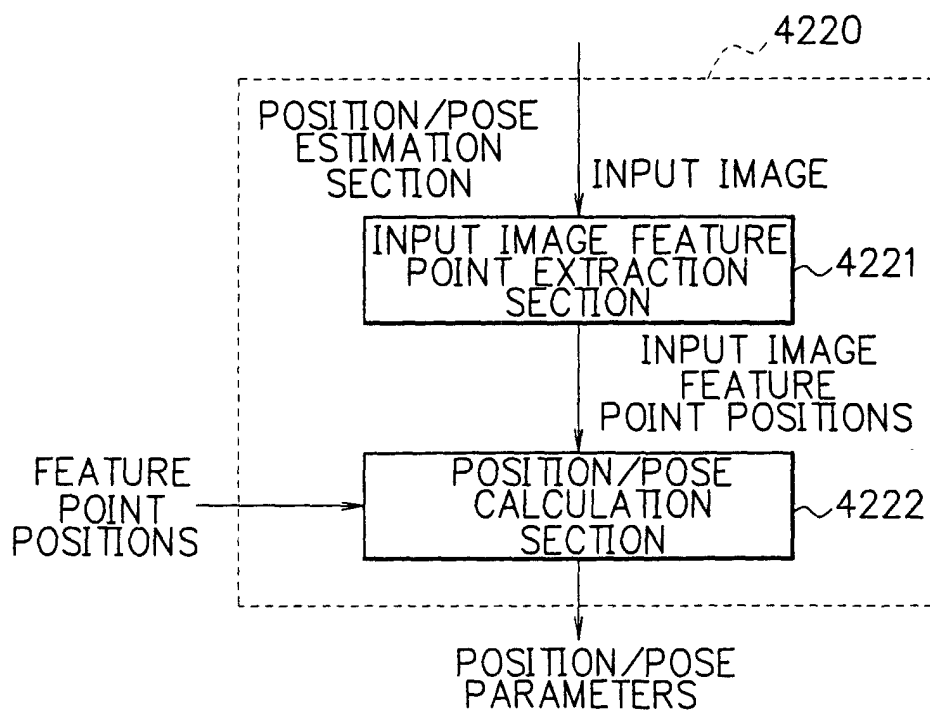 4220
POSITION/POSE
ESTIMATION
SECTION
INPUT IMAGE
INPUT IMAGE FEATURE
POINT EXTRACTION
SECTION
4221
INPUT IMAGE
FEATURE
POINT POSITIONS
FEATURE
POINT
POSITIONS
POSITION/POSE
CALCULATION
SECTION
4222
POSITION/POSE
PARAMETERS